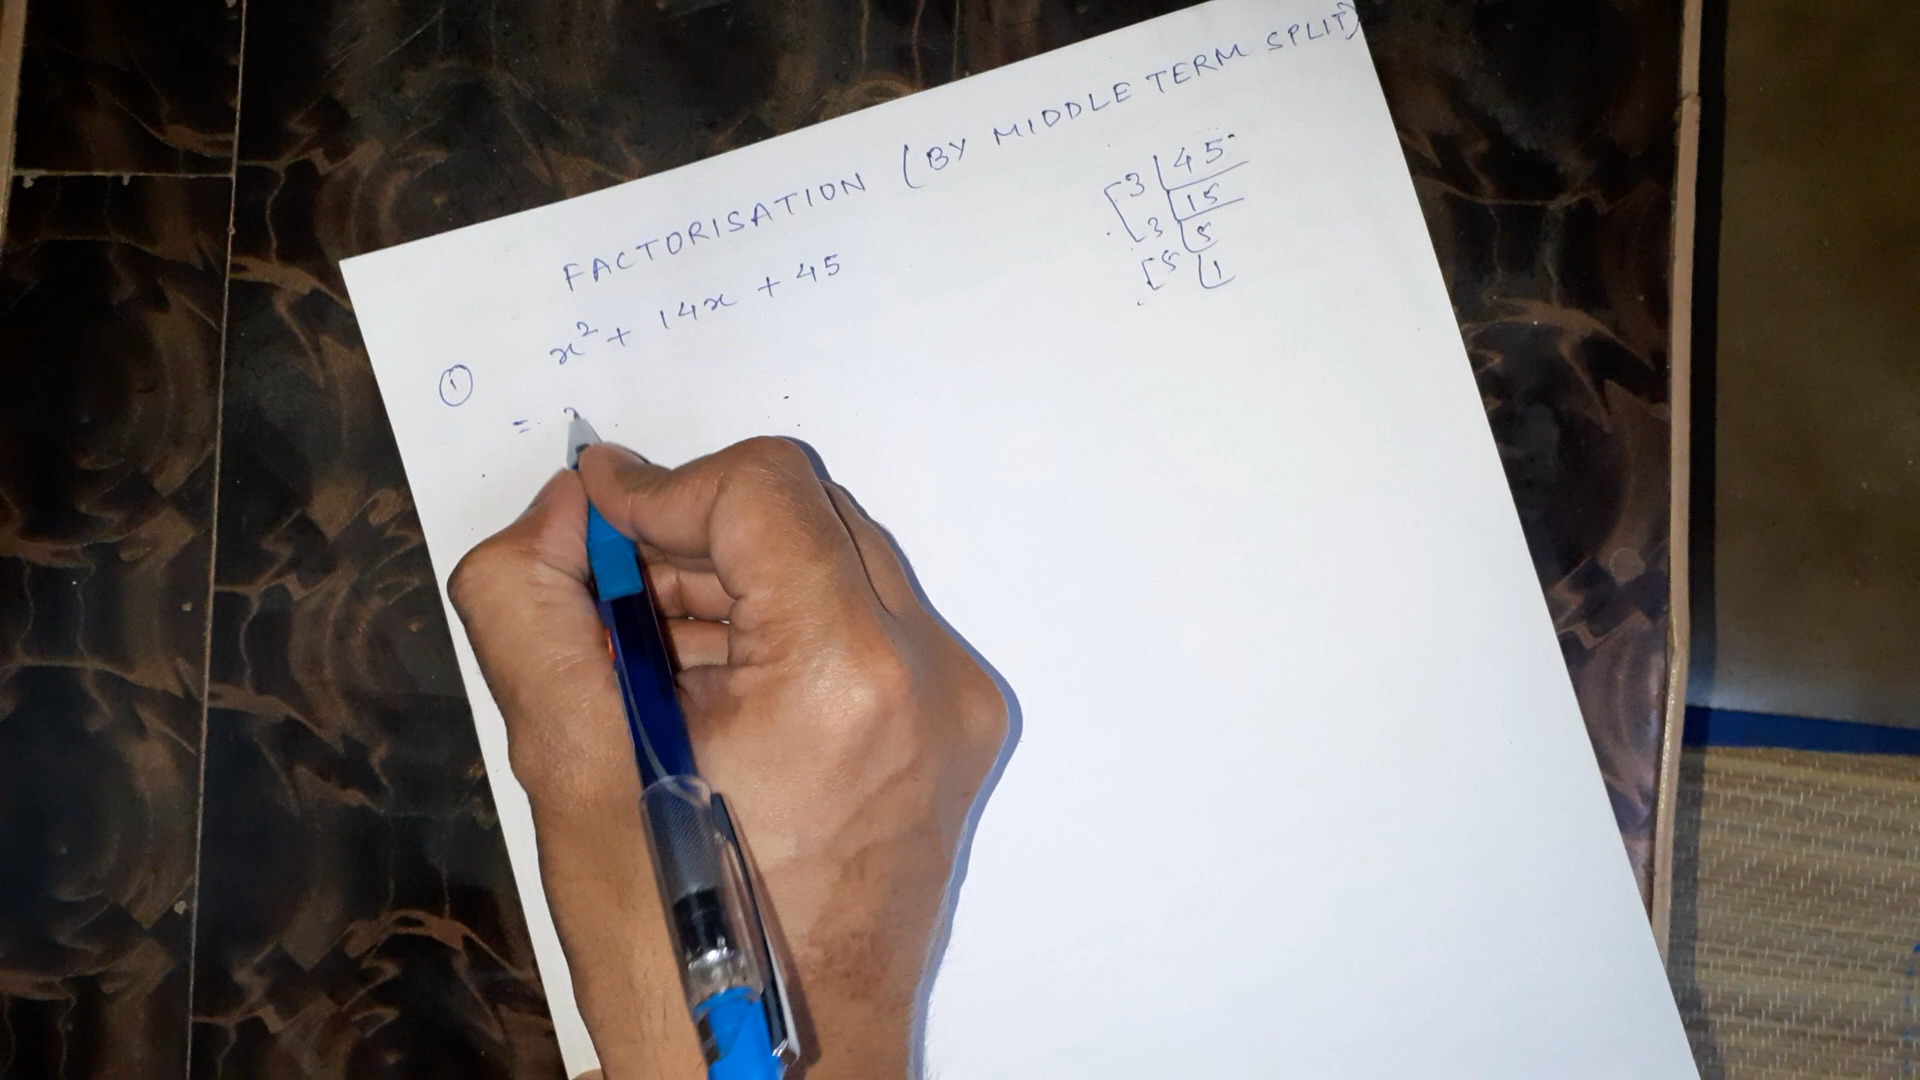 FACTORISATION (BY MIDDLE TERM SPLIT)
① x² + 14x + 45
=
3 | 45
3 | 15
5 | 5
1